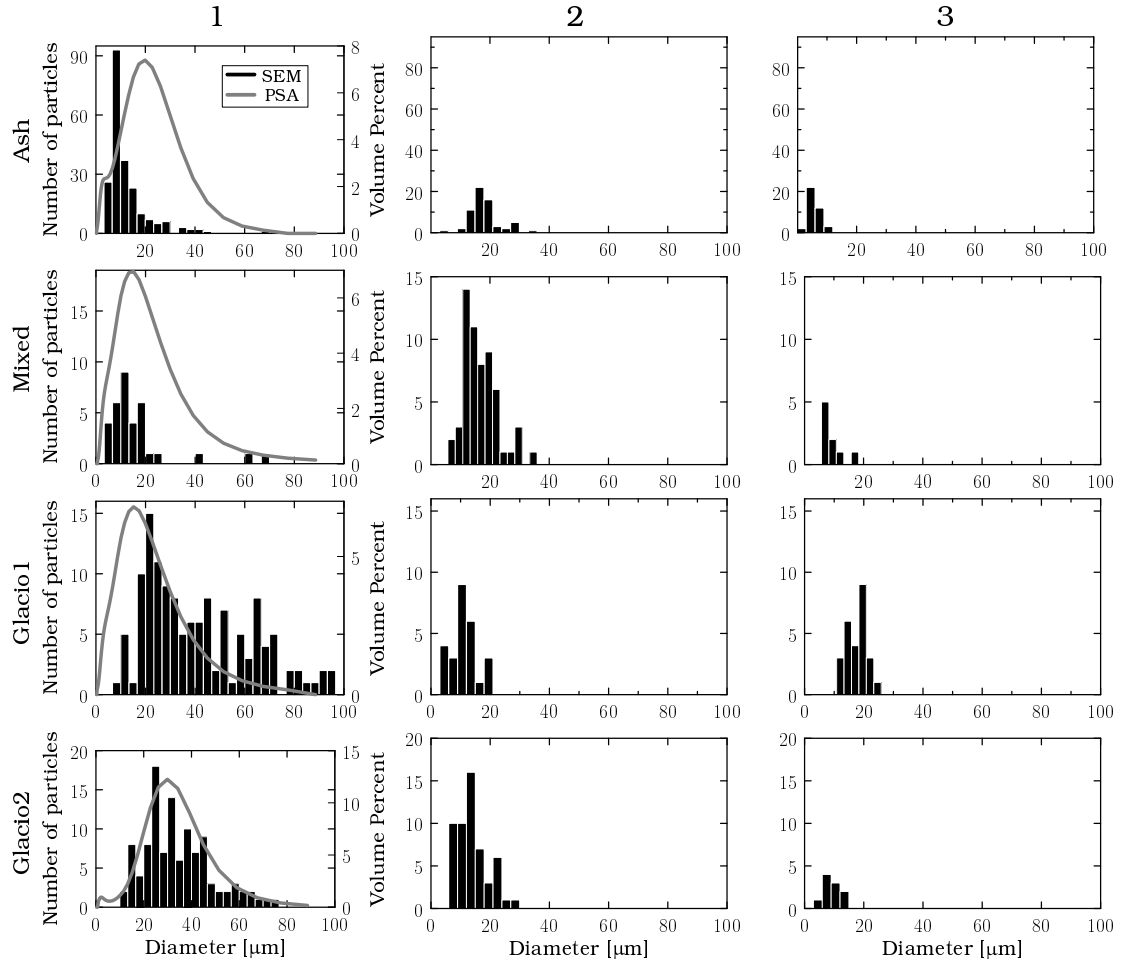 1 2 3
Ash
Number of particles
90
60
30
0
0 20 40 60 80 100
8
6
4
2
0
Volume Percent
SEM
PSA
80
60
40
20
0
0 20 40 60 80 100
80
60
40
20
0
0 20 40 60 80 100
Mixed
Number of particles
15
10
5
0
0 20 40 60 80 100
6
4
2
0
Volume Percent
15
10
5
0
20 40 60 80 100
15
10
5
0
20 40 60 80 100
Glacio1
Number of particles
15
10
5
0
0 20 40 60 80 100
5
0
Volume Percent
15
10
5
0
0 20 40 60 80 100
15
10
5
0
0 20 40 60 80 100
Glacio2
Number of particles
20
15
10
5
0
0 20 40 60 80 100
15
10
5
0
Volume Percent
20
15
10
5
0
0 20 40 60 80 100
20
15
10
5
0
0 20 40 60 80 100
Diameter [μm] Diameter [μm] Diameter [μm]